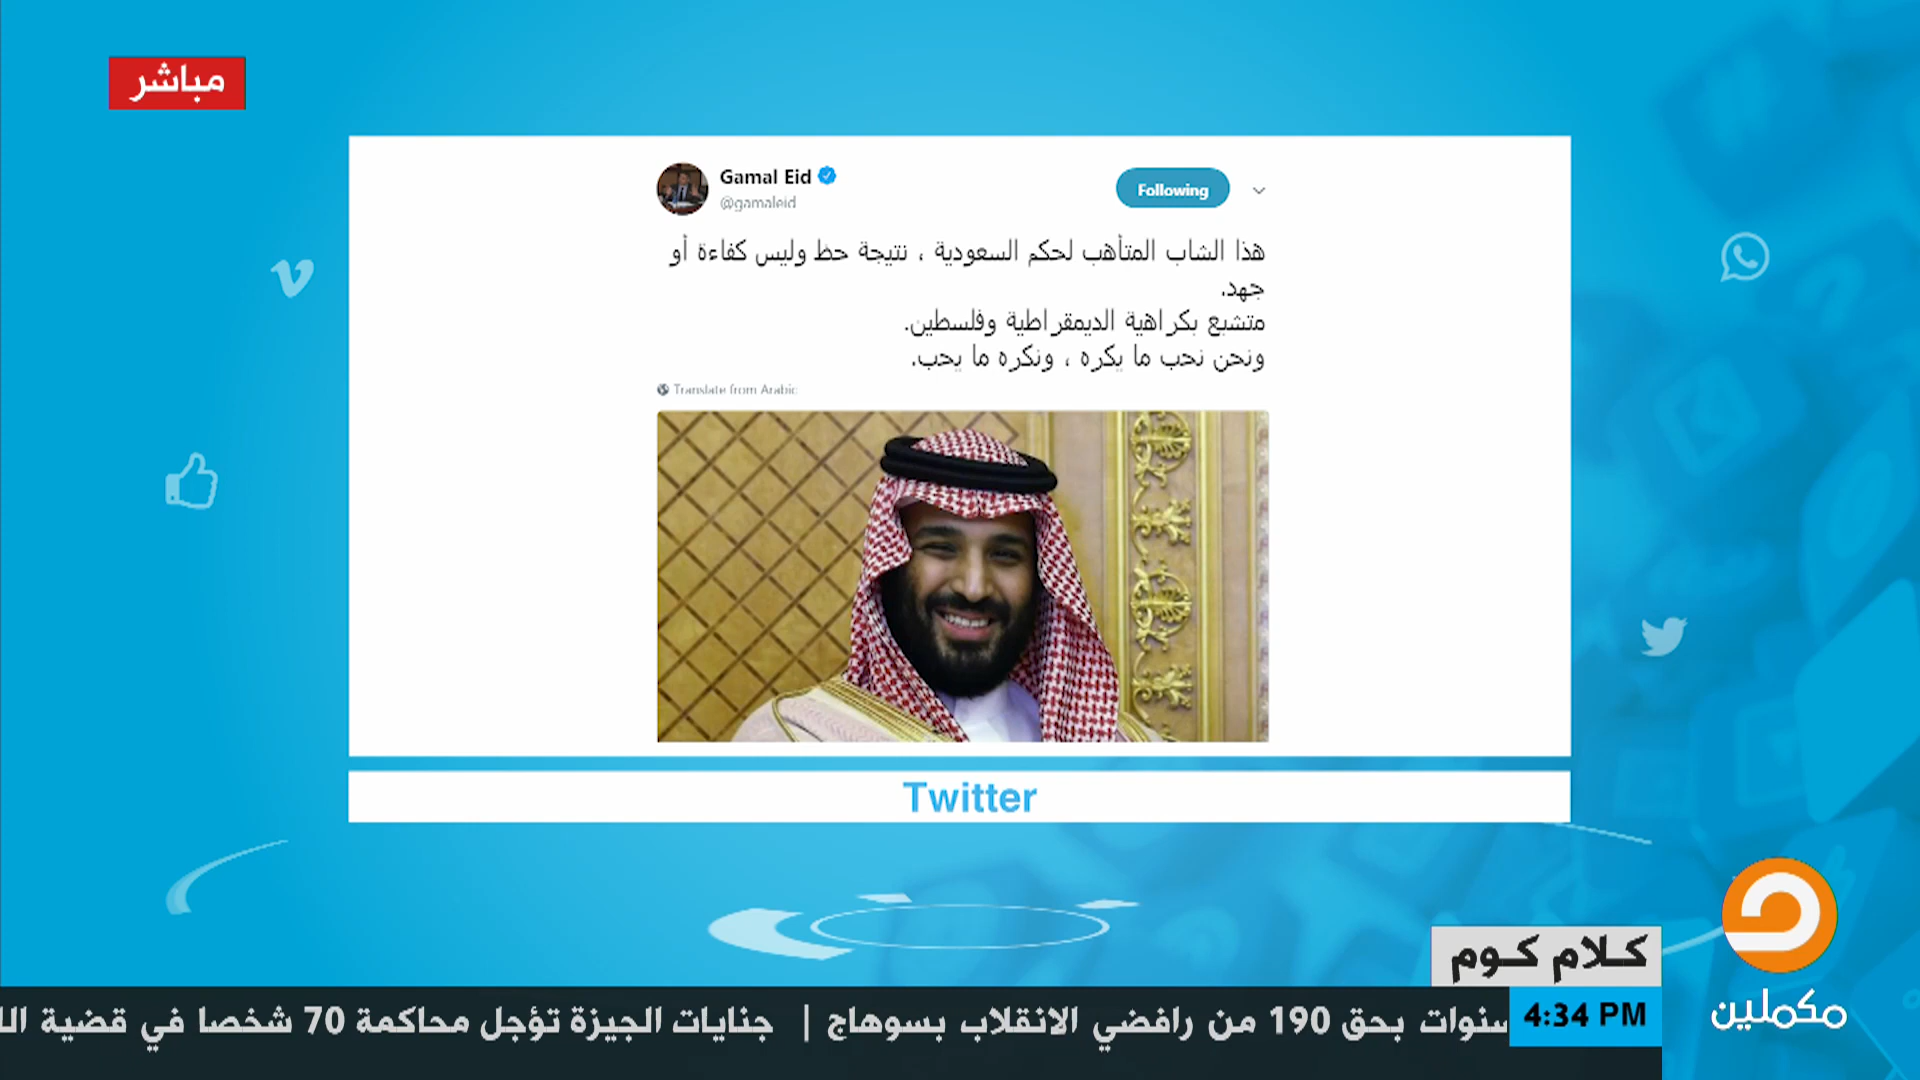 مباشر
Gamal Eid
@gamaleid
Following
هذا الشاب المتأهب لحكم السعودية ، نتيجة حظ وليس كفاءة أو
جهد.
متشبع بكراهية الديمقراطية وفلسطين.
ونحن نحب ما يكره ، ونكره ما يحب.
Translate from Arabic
Twitter
كلام كوم
مكملين
4:34 PM
سنوات بحق 190 من رافضي الانقلاب بسوهاج | جنايات الجيزة تؤجل محاكمة 70 شخصا في قضية